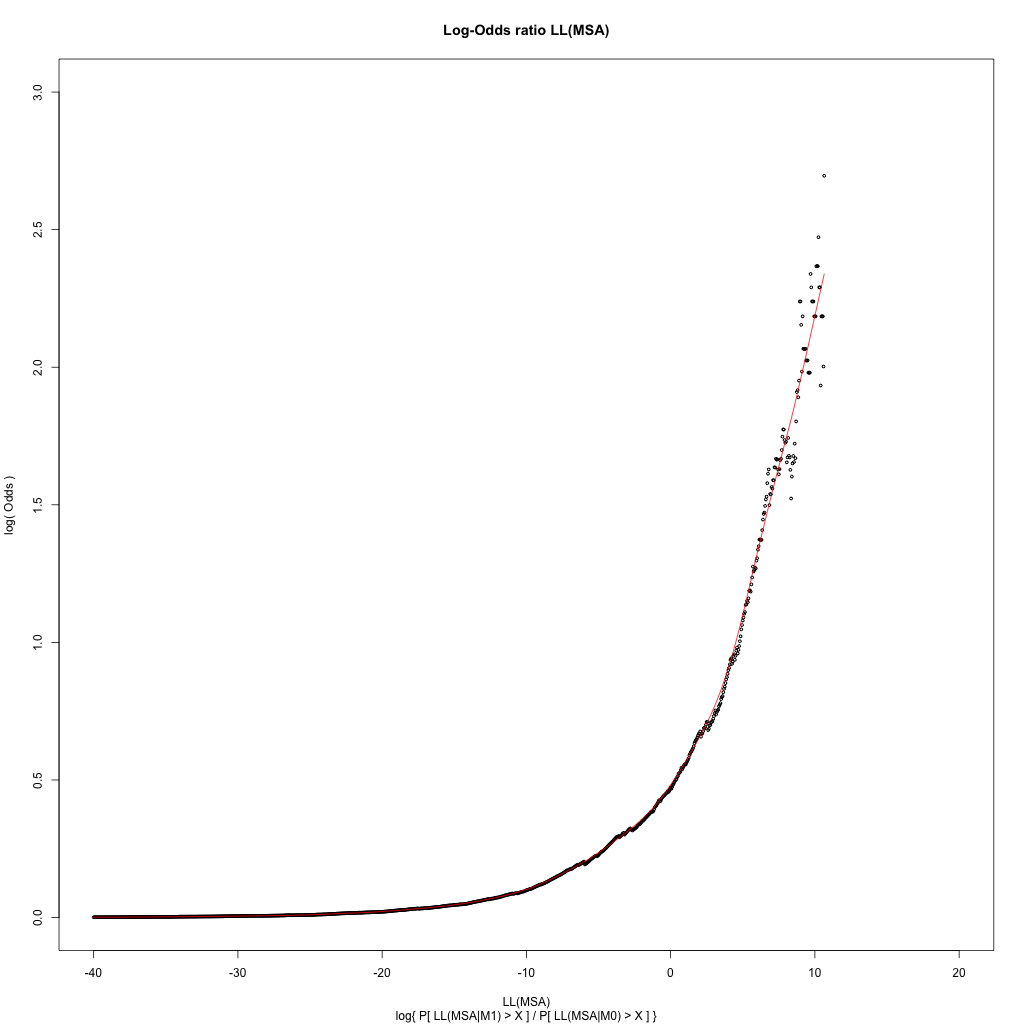 Log-Odds ratio LL(MSA)
3.0
2.5
2.0
1.5
1.0
0.5
0.0
log( Odds )
-40 -30 -20 -10 0 10 20
LL(MSA)
log{ P[ LL(MSA|M1) > X ] / P[ LL(MSA|M0) > X ] }